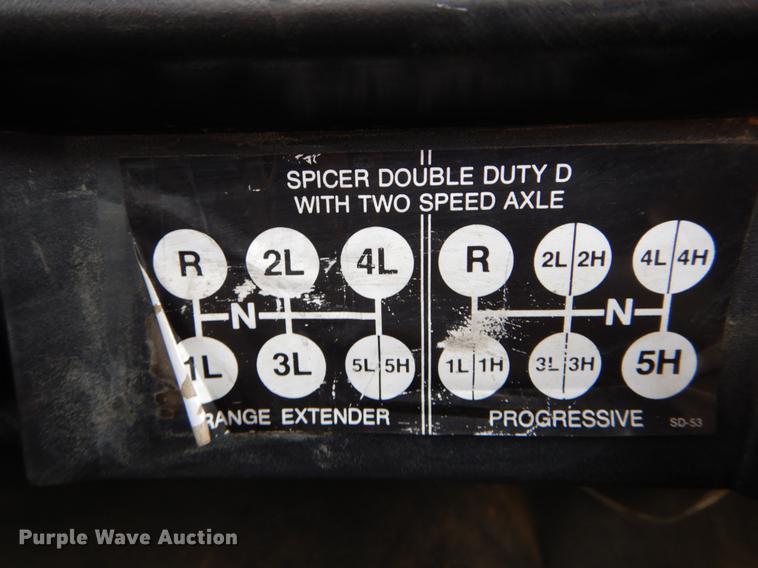 SPICER DOUBLE DUTY D
WITH TWO SPEED AXLE
R 2L 4L
N
1L 3L 5L 5H
RANGE EXTENDER
R 2L 2H 4L 4H
N
1L 1H 3L 3H 5H
PROGRESSIVE
SD-53
Purple Wave Auction